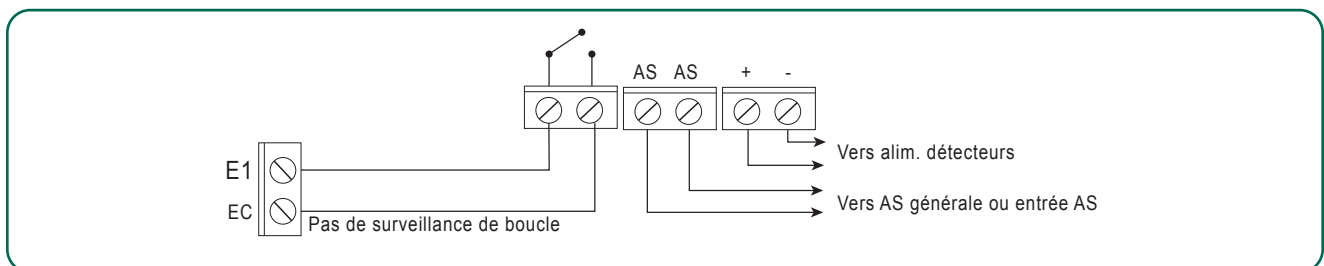 AS AS + -
Vers alim. détecteurs
E1
Vers AS générale ou entrée AS
EC
Pas de surveillance de boucle